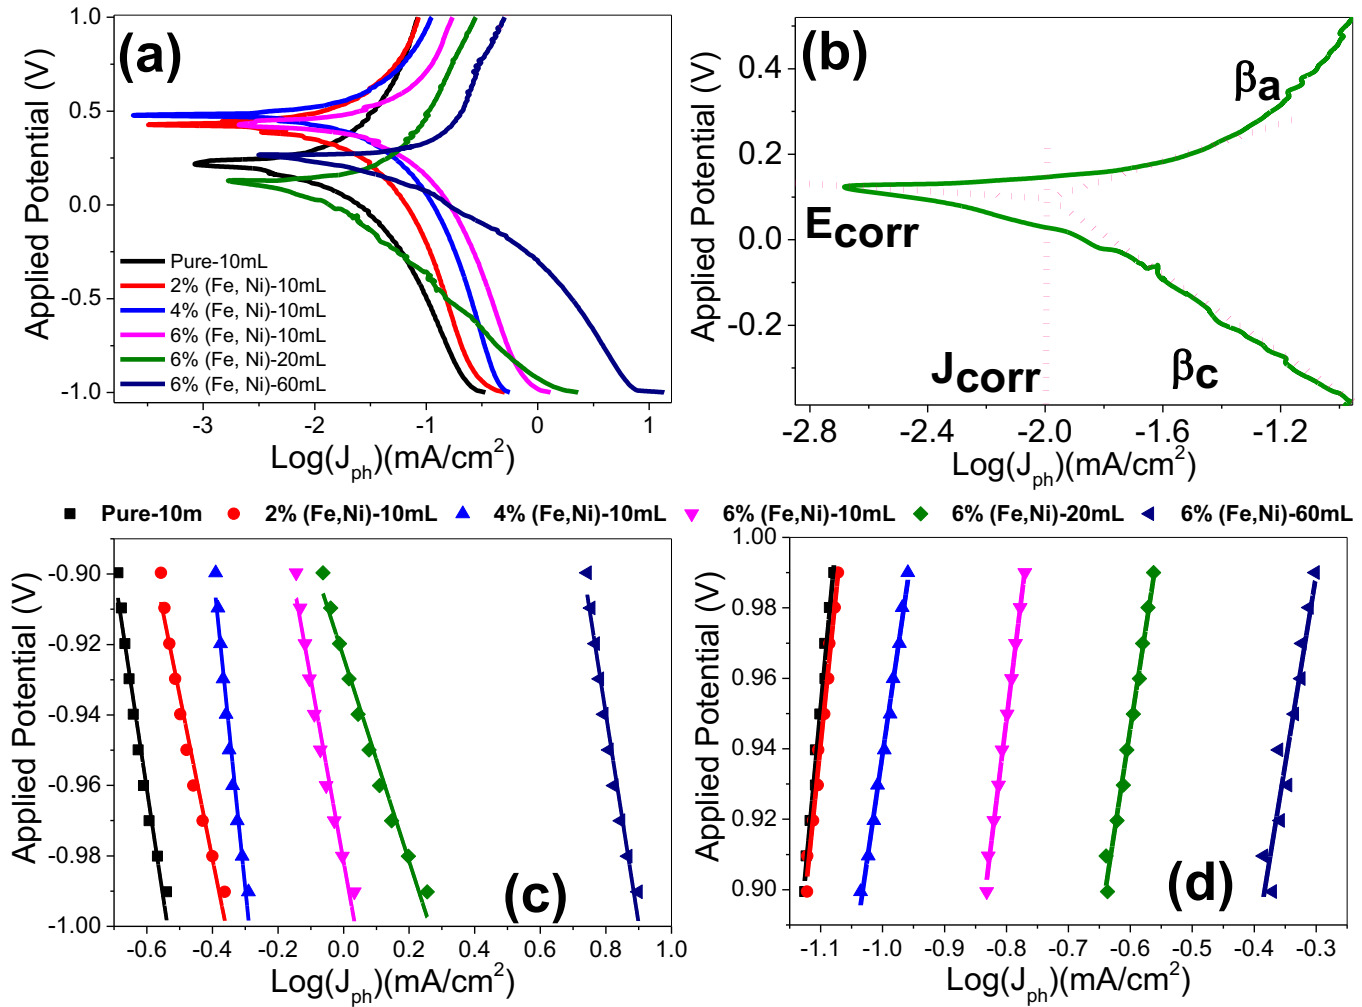 (a)
1.0
0.5
0.0
-0.5
-1.0
Applied Potential (V)
Pure-10mL
2% (Fe, Ni)-10mL
4% (Fe, Ni)-10mL
6% (Fe, Ni)-10mL
6% (Fe, Ni)-20mL
6% (Fe, Ni)-60mL
-3 -2 -1 0 1
Log(J_ph)(mA/cm²)
(b)
0.4
0.2
0.0
-0.2
Applied Potential (V)
βa
Ecorr
Jcorr
βc
-2.8 -2.4 -2.0 -1.6 -1.2
Log(J_ph)(mA/cm²)
Pure-10m 2% (Fe,Ni)-10mL 4% (Fe,Ni)-10mL 6% (Fe,Ni)-10mL 6% (Fe,Ni)-20mL 6% (Fe,Ni)-60mL
-0.90
-0.92
-0.94
-0.96
-0.98
-1.00
Applied Potential (V)
(c)
-0.6 -0.4 -0.2 0.0 0.2 0.4 0.6 0.8 1.0
Log(J_ph)(mA/cm²)
1.00
0.98
0.96
0.94
0.92
0.90
Applied Potential (V)
(d)
-1.1 -1.0 -0.9 -0.8 -0.7 -0.6 -0.5 -0.4 -0.3
Log(J_ph)(mA/cm²)